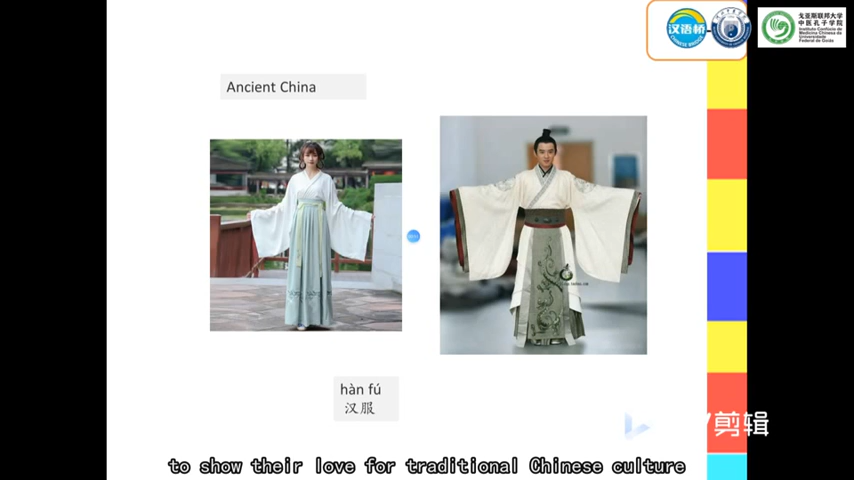 汉语桥
CHINESE BRIDGE
戈亚斯联邦大学
中医孔子学院
Instituto Confúcio de
Medicina Chinesa da
Universidade
Federal de Goiás
Ancient China
hàn fú
汉服
剪辑
to show their love for traditional Chinese culture